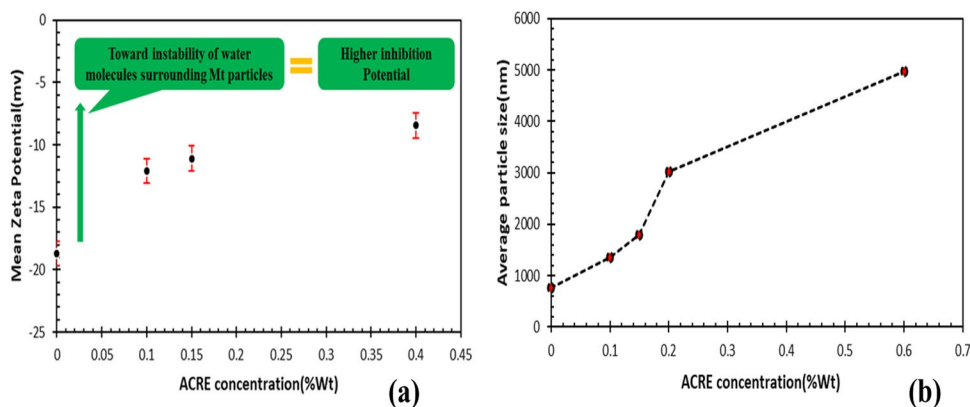 0
-5
-10
-15
-20
-25
Mean Zeta Potential(mv)
Toward instability of water
molecules surrounding Mt particles
=
Higher inhibition
Potential
0 0.05 0.1 0.15 0.2 0.25 0.3 0.35 0.4 0.45
ACRE concentration(%Wt)
(a)
6000
5000
4000
3000
2000
1000
0
Average particle size(nm)
0 0.1 0.2 0.3 0.4 0.5 0.6 0.7
ACRE concentration(%Wt)
(b)